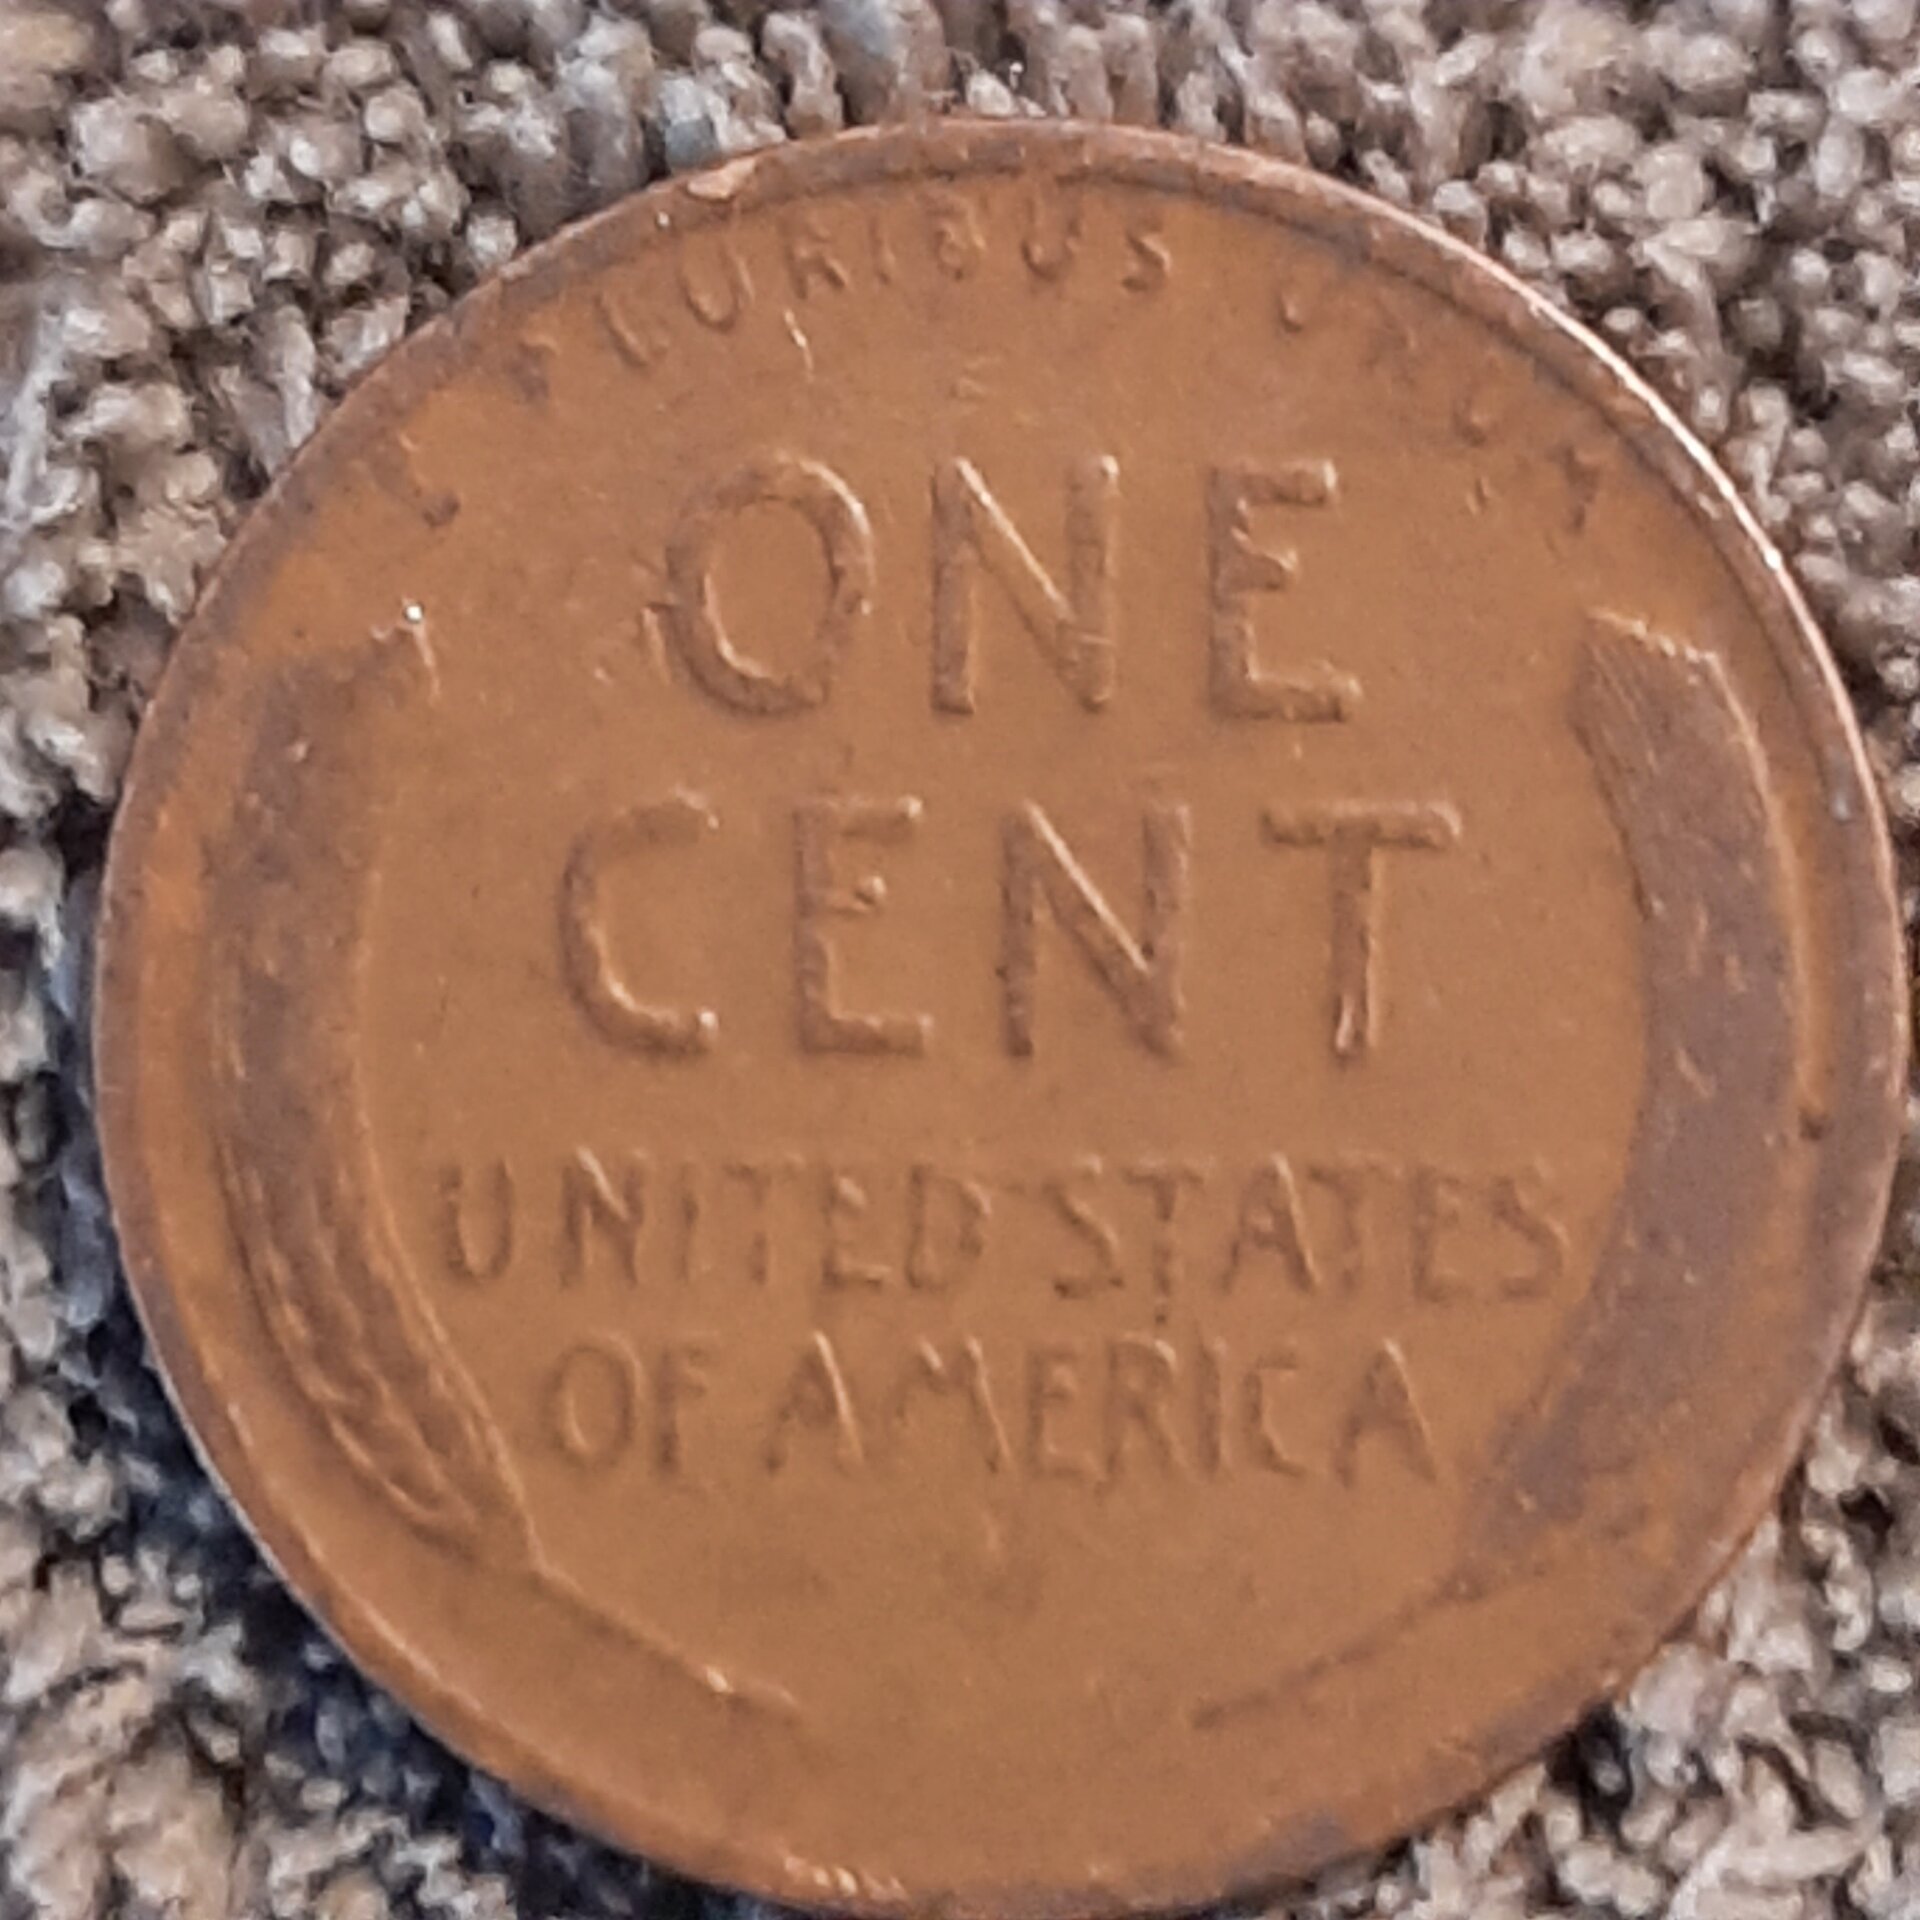 PLURIBUS
ONE
CENT
UNITED STATES
OF AMERICA